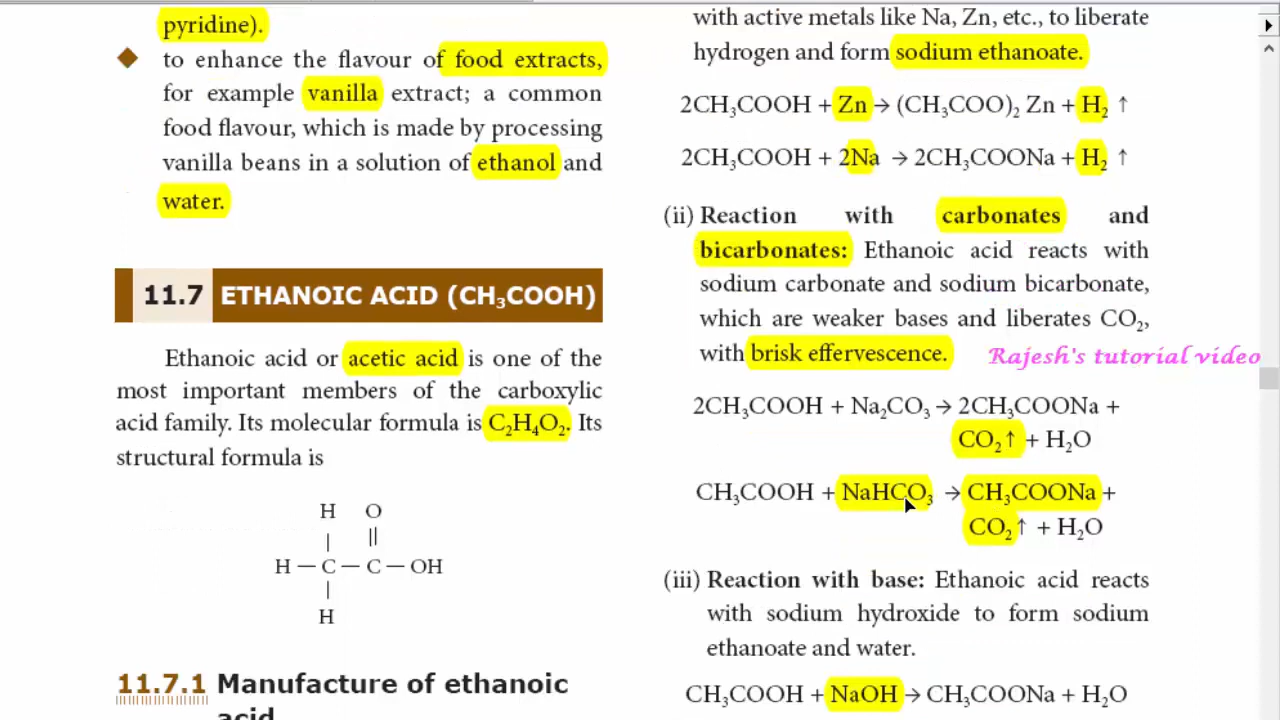 pyridine).
to enhance the flavour of food extracts,
for example vanilla extract; a common
food flavour, which is made by processing
vanilla beans in a solution of ethanol and
water.
11.7 ETHANOIC ACID (CH₃COOH)
Ethanoic acid or acetic acid is one of the
most important members of the carboxylic
acid family. Its molecular formula is C₂H₄O₂. Its
structural formula is
H O
| ||
H — C — C — OH
|
H
11.7.1 Manufacture of ethanoic
acid
with active metals like Na, Zn, etc., to liberate
hydrogen and form sodium ethanoate.
2CH₃COOH + Zn → (CH₃COO)₂ Zn + H₂ ↑
2CH₃COOH + 2Na → 2CH₃COONa + H₂ ↑
(ii) Reaction with carbonates and
bicarbonates: Ethanoic acid reacts with
sodium carbonate and sodium bicarbonate,
which are weaker bases and liberates CO₂,
with brisk effervescence.
Rajesh's tutorial video
2CH₃COOH + Na₂CO₃ → 2CH₃COONa +
CO₂↑ + H₂O
CH₃COOH + NaHCO₃ → CH₃COONa +
CO₂↑ + H₂O
(iii) Reaction with base: Ethanoic acid reacts
with sodium hydroxide to form sodium
ethanoate and water.
CH₃COOH + NaOH → CH₃COONa + H₂O